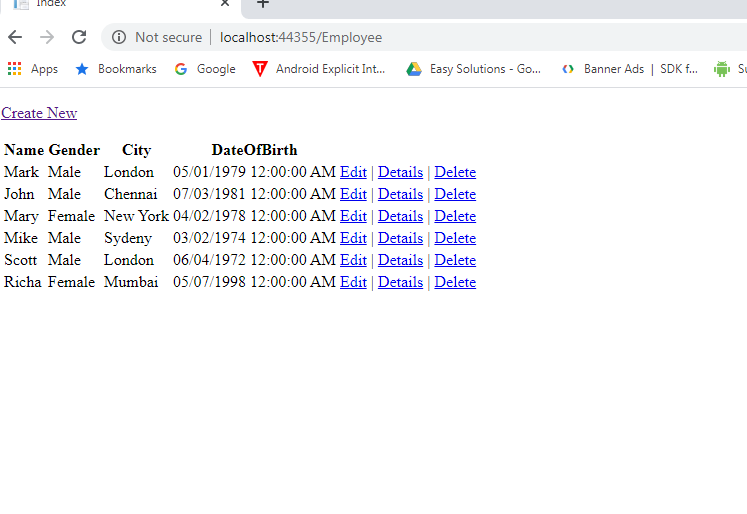 Index
Not secure | localhost:44355/Employee
Apps Bookmarks Google Android Explicit Int... Easy Solutions - Go... Banner Ads | SDK f... Su
Create New
Name Gender City DateOfBirth
Mark Male London 05/01/1979 12:00:00 AM Edit | Details | Delete
John Male Chennai 07/03/1981 12:00:00 AM Edit | Details | Delete
Mary Female New York 04/02/1978 12:00:00 AM Edit | Details | Delete
Mike Male Sydeny 03/02/1974 12:00:00 AM Edit | Details | Delete
Scott Male London 06/04/1972 12:00:00 AM Edit | Details | Delete
Richa Female Mumbai 05/07/1998 12:00:00 AM Edit | Details | Delete